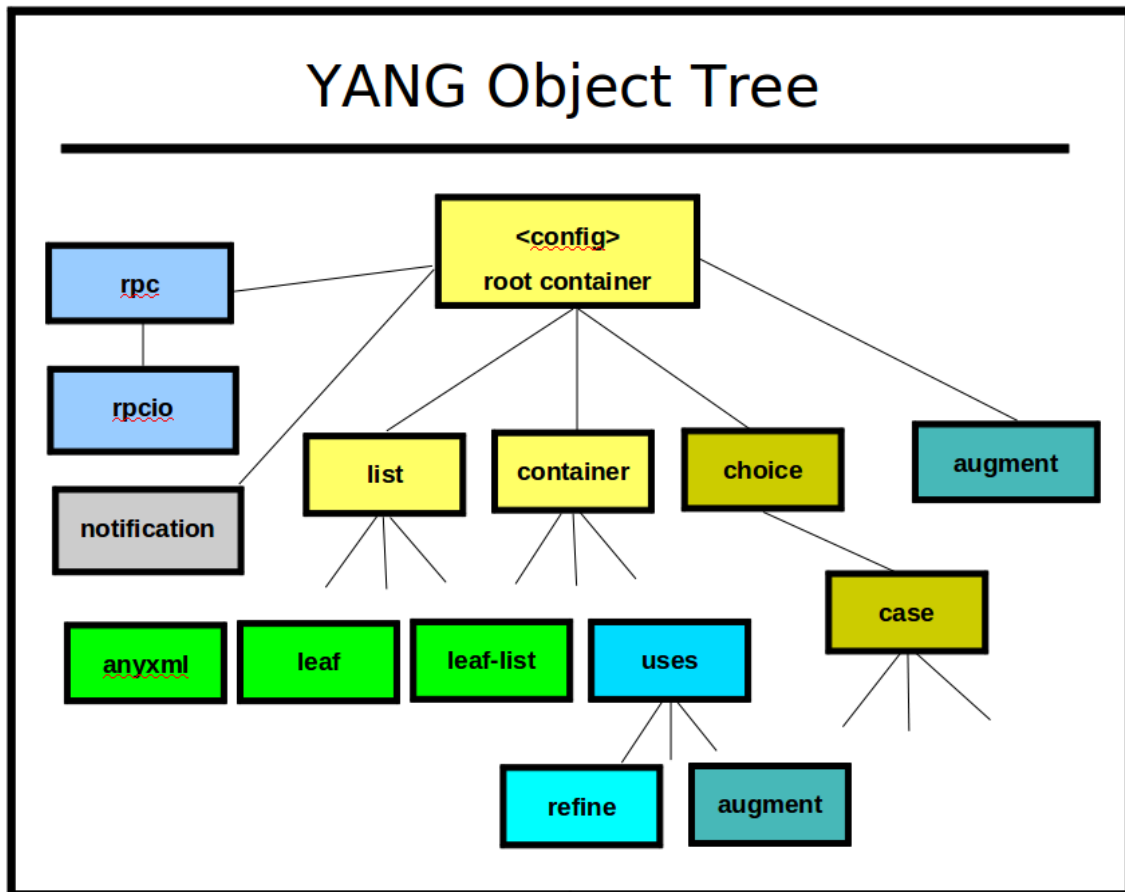 YANG Object Tree
<config>
root container
rpc
rpcio
list
container
choice
augment
notification
case
anyxml
leaf
leaf-list
uses
refine
augment